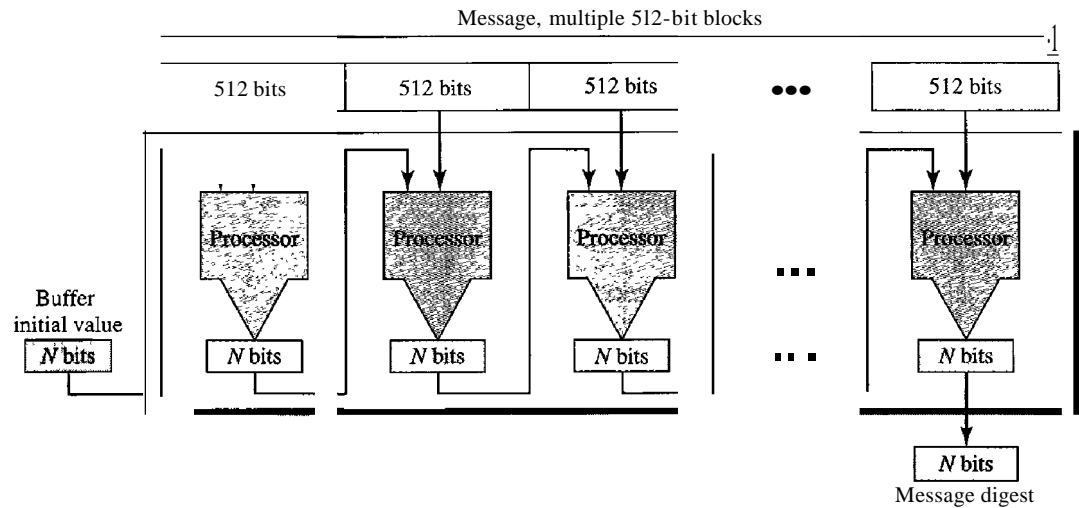 Message, multiple 512-bit blocks
512 bits 512 bits 512 bits ••• 512 bits
Processor Processor Processor ... Processor
Buffer
initial value
N bits N bits N bits N bits ... N bits
N bits
Message digest